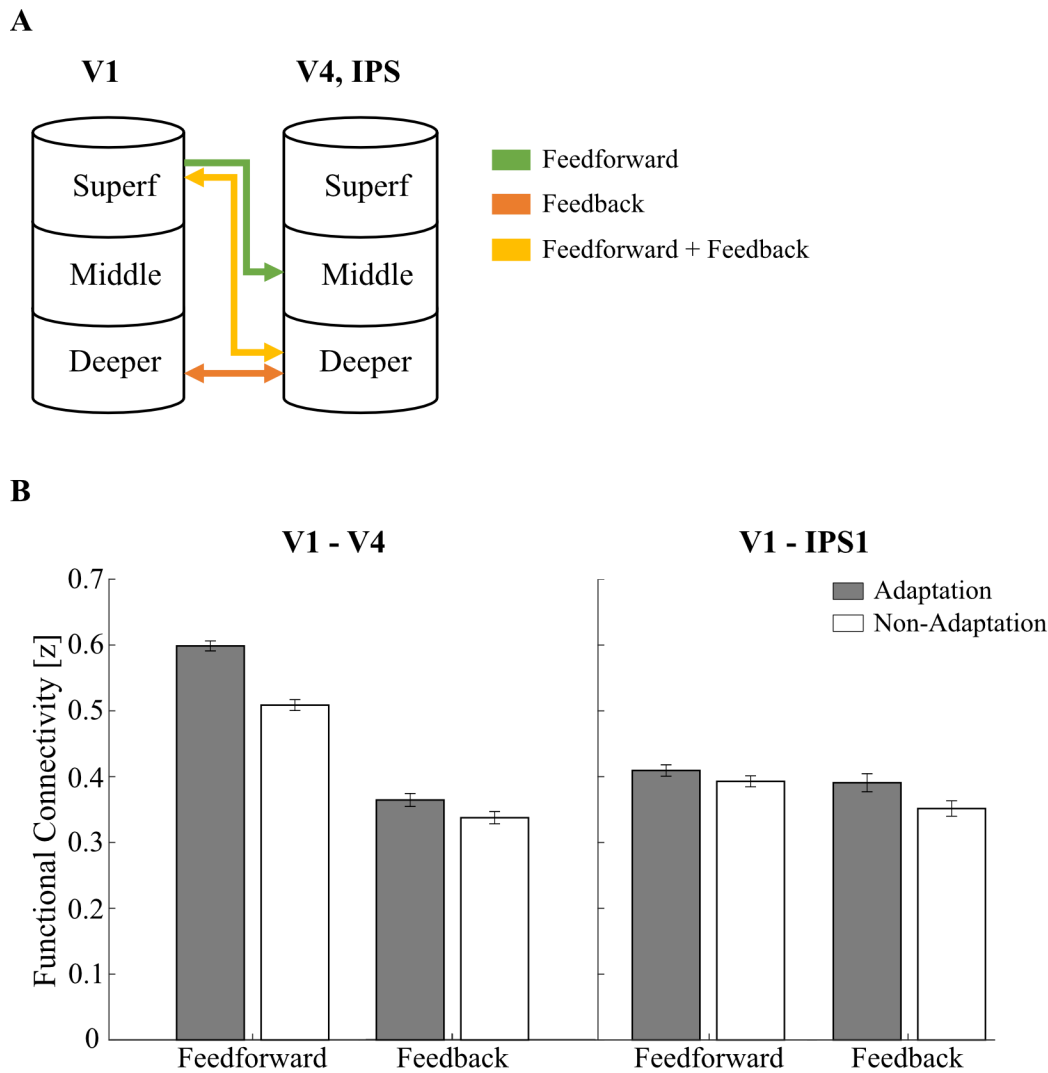 A
V1
V4, IPS
Superf
Middle
Deeper
Superf
Middle
Deeper
Feedforward
Feedback
Feedforward + Feedback
B
V1 - V4
V1 - IPS1
Adaptation
Non-Adaptation
Functional Connectivity [z]
0.7
0.6
0.5
0.4
0.3
0.2
0.1
0
Feedforward
Feedback
Feedforward
Feedback